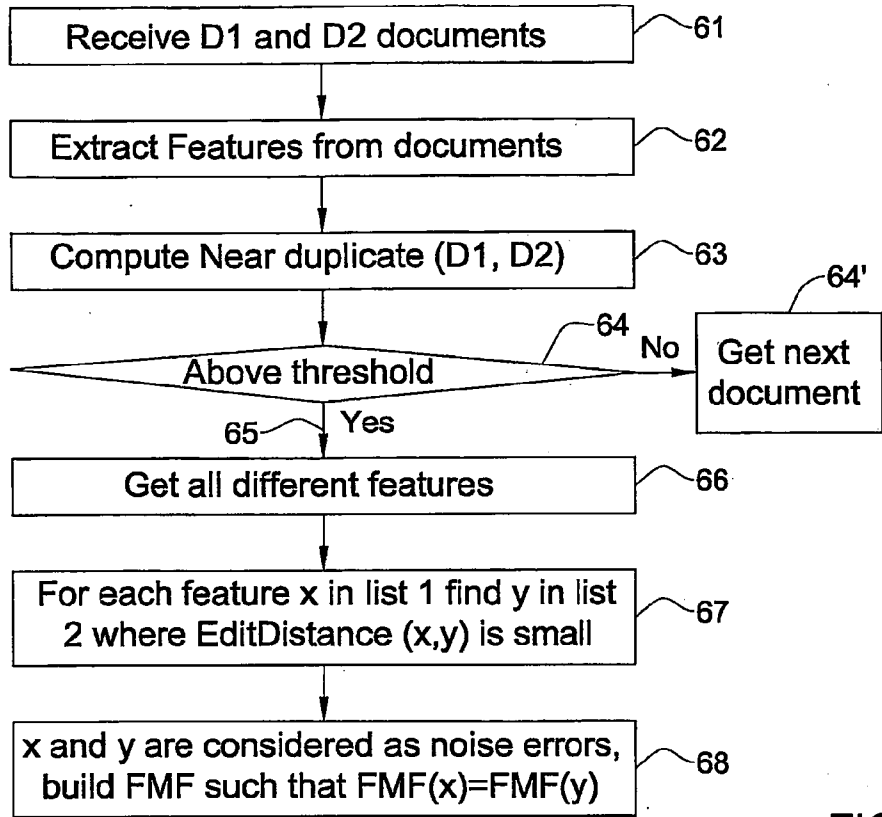 Receive D1 and D2 documents
61
Extract Features from documents
62
Compute Near duplicate (D1, D2)
63
64'
64
Above threshold
No
Get next
document
65
Yes
Get all different features
66
For each feature x in list 1 find y in list
2 where EditDistance (x,y) is small
67
x and y are considered as noise errors,
build FMF such that FMF(x)=FMF(y)
68